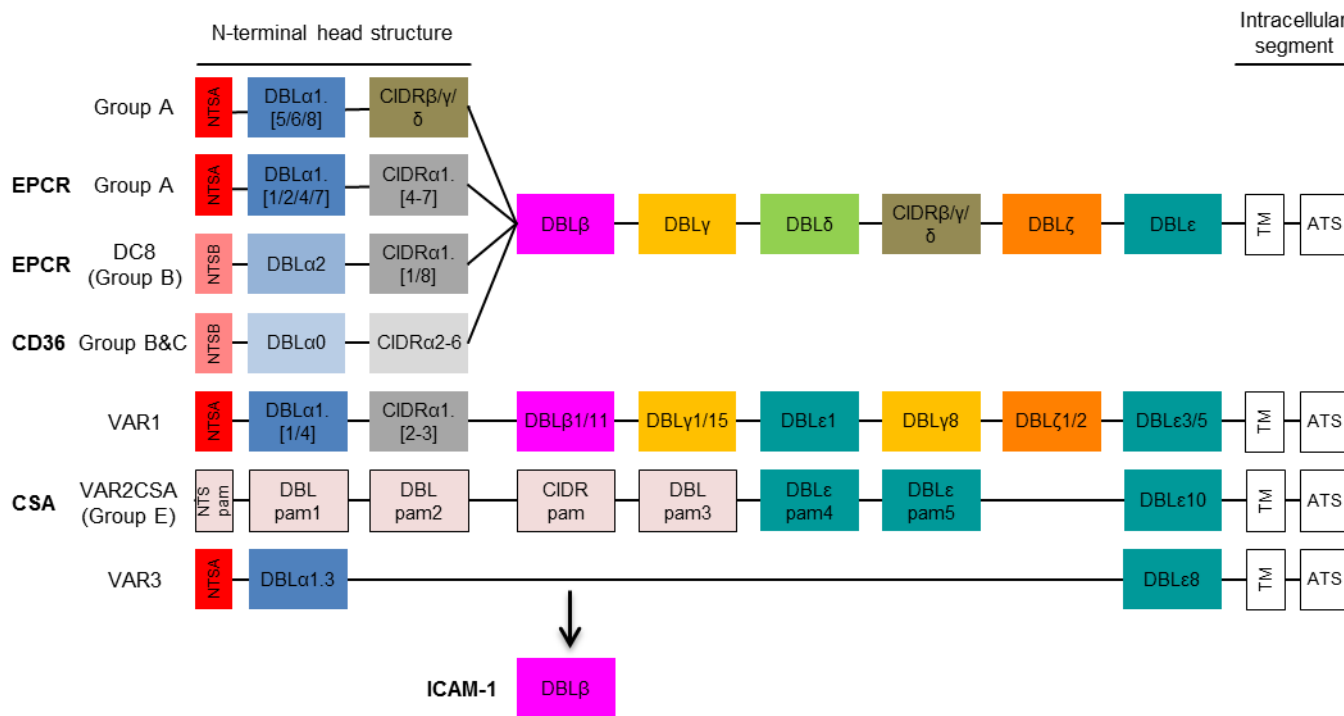 N-terminal head structure
Intracellular
segment
Group A
NTSA
DBLα1.
[5/6/8]
CIDRβ/γ/
δ
EPCR
Group A
NTSA
DBLα1.
[1/2/4/7]
CIDRα1.
[4-7]
DBLβ
DBLγ
DBLδ
CIDRβ/γ/
δ
DBLζ
DBLε
TM
ATS
EPCR
DC8
(Group B)
NTSB
DBLα2
CIDRα1.
[1/8]
CD36
Group B&C
NTSB
DBLα0
CIDRα2-6
VAR1
NTSA
DBLα1.
[1/4]
CIDRα1.
[2-3]
DBLβ1/11
DBLγ1/15
DBLε1
DBLγ8
DBLζ1/2
DBLε3/5
TM
ATS
CSA
VAR2CSA
(Group E)
NTS
pam
DBL
pam1
DBL
pam2
CIDR
pam
DBL
pam3
DBLε
pam4
DBLε
pam5
DBLε10
TM
ATS
VAR3
NTSA
DBLα1.3
DBLε8
TM
ATS
ICAM-1
DBLβ